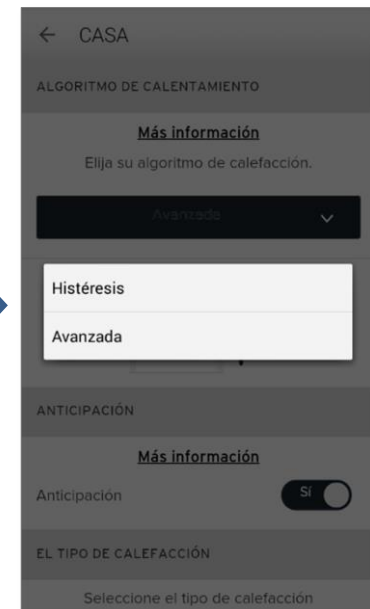 ← CASA
ALGORITMO DE CALENTAMIENTO
Más información
Elija su algoritmo de calefacción.
Avanzada
Histéresis
Avanzada
ANTICIPACIÓN
Más información
Anticipación Sí
EL TIPO DE CALEFACCIÓN
Seleccione el tipo de calefacción